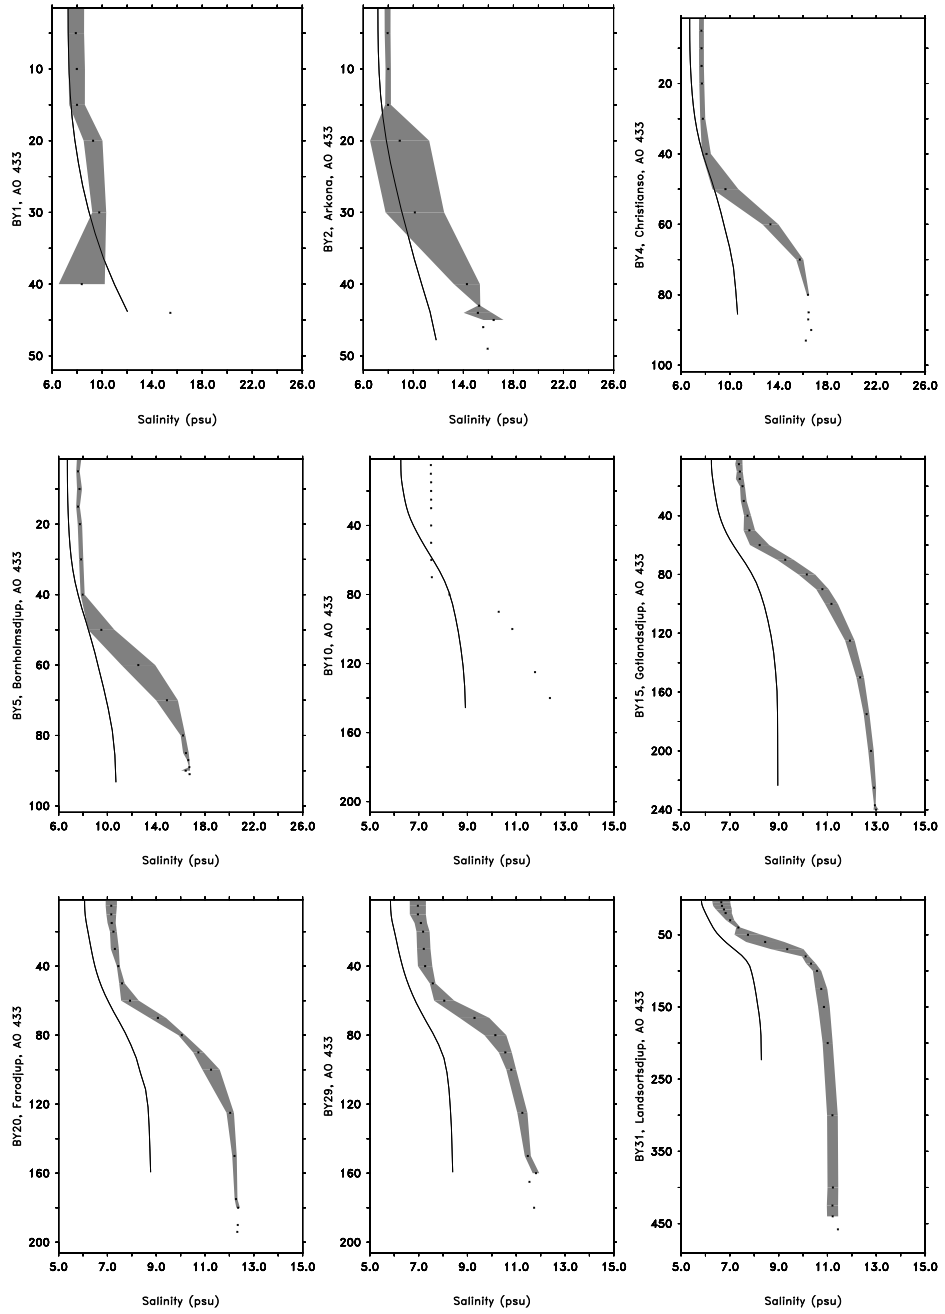 BY1, AO 433
10
20
30
40
50
6.0 10.0 14.0 18.0 22.0 26.0
Salinity (psu)
BY2, Arkona, AO 433
10
20
30
40
50
6.0 10.0 14.0 18.0 22.0 26.0
Salinity (psu)
BY4, Christianso, AO 433
20
40
60
80
100
6.0 10.0 14.0 18.0 22.0 26.0
Salinity (psu)
BY5, Bornholmsdjup, AO 433
20
40
60
80
100
6.0 10.0 14.0 18.0 22.0 26.0
Salinity (psu)
BY10, AO 433
40
80
120
160
200
5.0 7.0 9.0 11.0 13.0 15.0
Salinity (psu)
BY15, Gotlandsdjup, AO 433
40
80
120
160
200
240
5.0 7.0 9.0 11.0 13.0 15.0
Salinity (psu)
BY20, Farodjup, AO 433
40
80
120
160
200
5.0 7.0 9.0 11.0 13.0 15.0
Salinity (psu)
BY29, AO 433
40
80
120
160
200
5.0 7.0 9.0 11.0 13.0 15.0
Salinity (psu)
BY31, Landsortsdjup, AO 433
50
150
250
350
450
5.0 7.0 9.0 11.0 13.0 15.0
Salinity (psu)